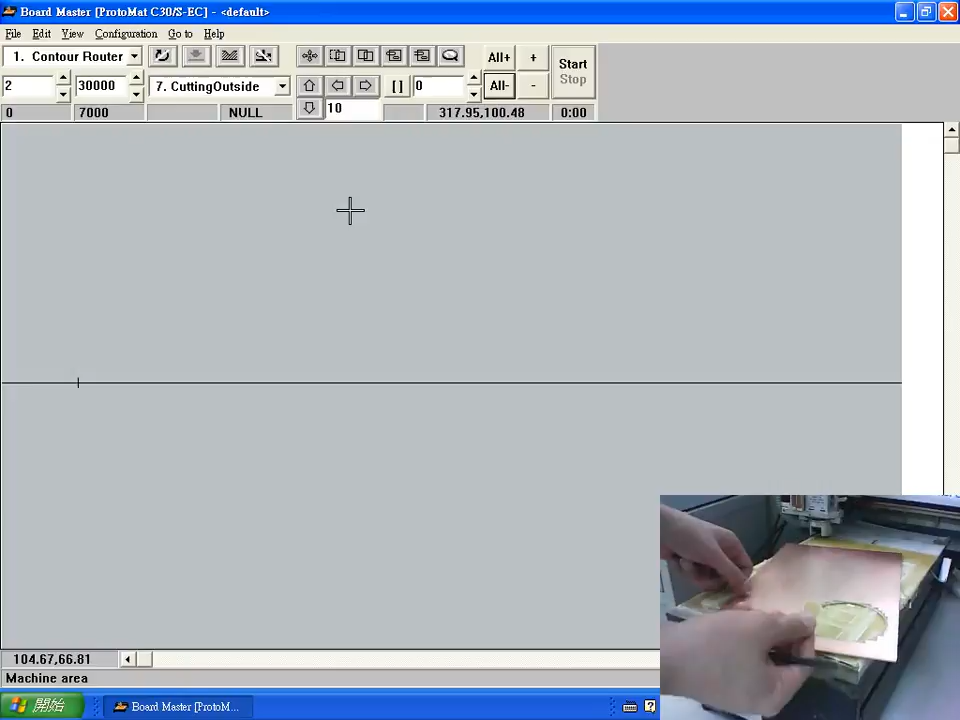 Board Master [ProtoMat C30/S-EC] - <default>
File Edit View Configuration Go to Help
1. Contour Router All+ + Start
2 30000 7. CuttingOutside [ ] 0 All- - Stop
10
0 7000 NULL 317.95,100.48 0:00
104.67,66.81
Machine area
開始 Board Master [ProtoM...